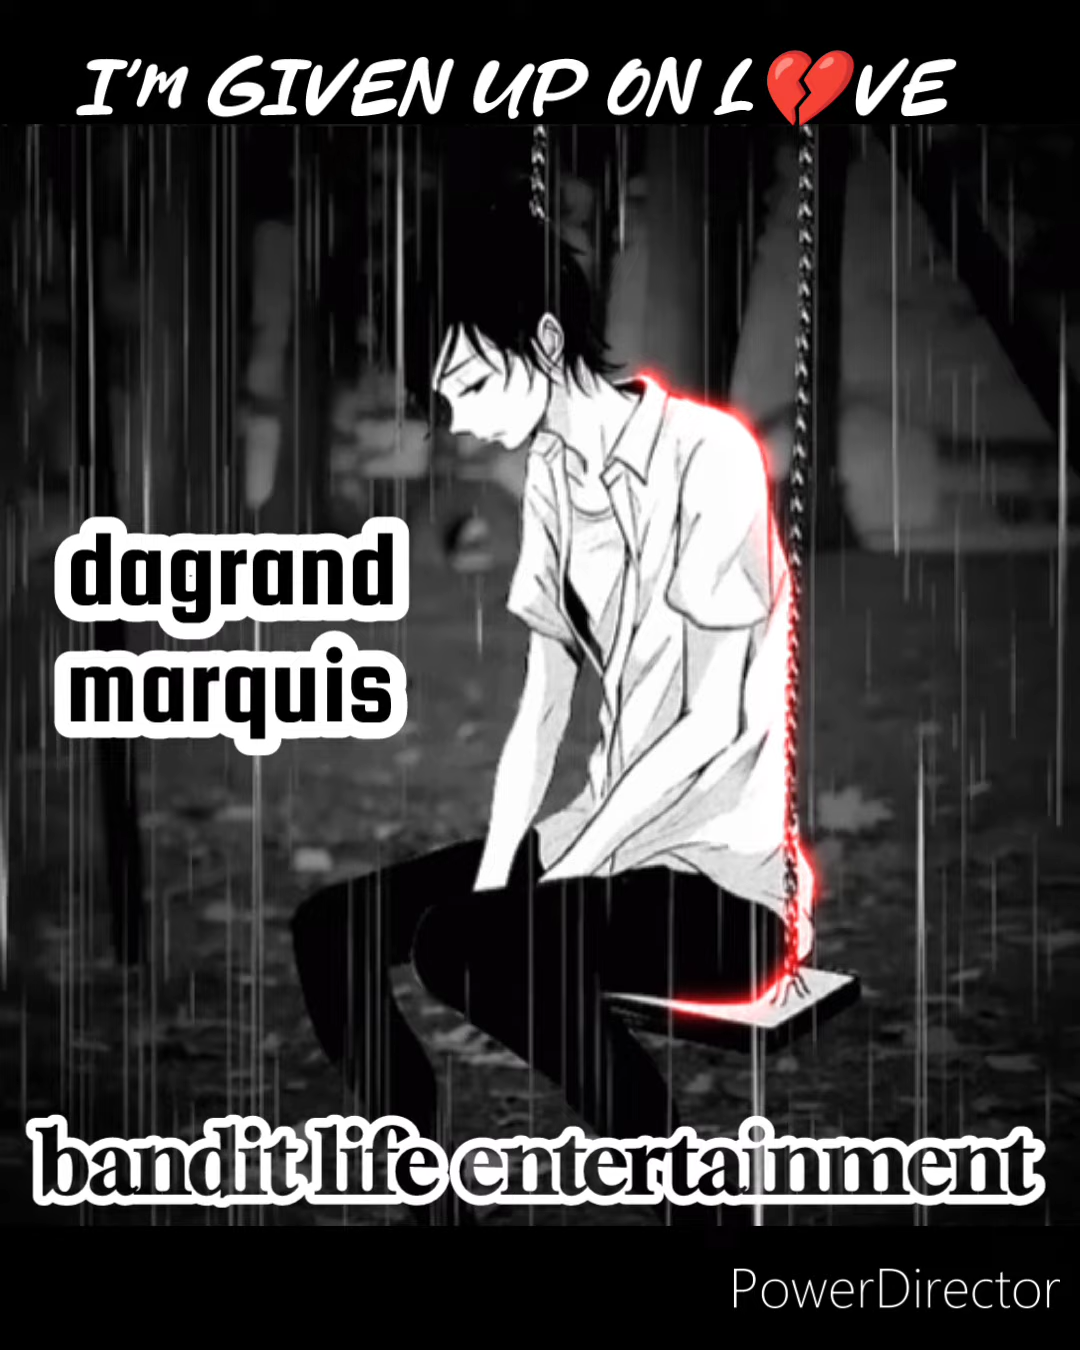 I'm GIVEN UP ON L💔VE
dagrand
marquis
bandit life entertainment
PowerDirector